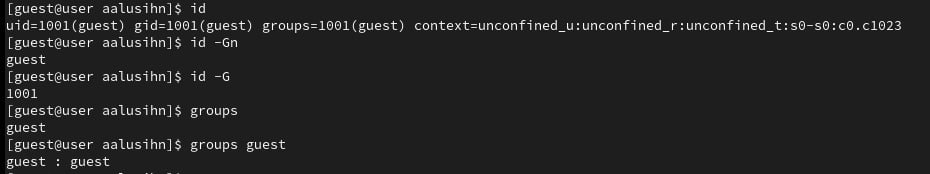 [guest@user aalusihn]$ id
uid=1001(guest) gid=1001(guest) groups=1001(guest) context=unconfined_u:unconfined_r:unconfined_t:s0-s0:c0.c1023
[guest@user aalusihn]$ id -Gn
guest
[guest@user aalusihn]$ id -G
1001
[guest@user aalusihn]$ groups
guest
[guest@user aalusihn]$ groups guest
guest : guest